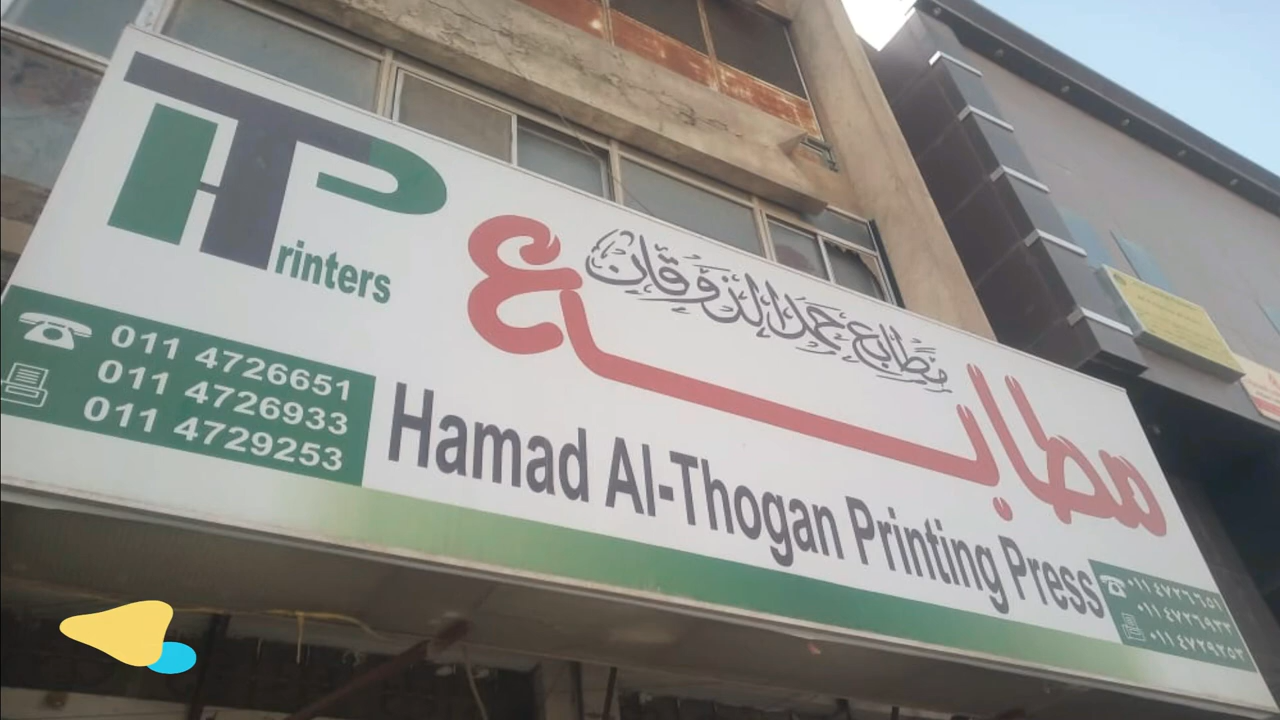 HTP
rinters
مطابع
مطابع حمد الذوقان
Hamad Al-Thogan Printing Press
011 4726651
011 4726933
011 4729253
٠١١ ٤٧٢٦٦٥١
٠١١ ٤٧٢٦٩٣٣
٠١١ ٤٧٢٩٢٥٣